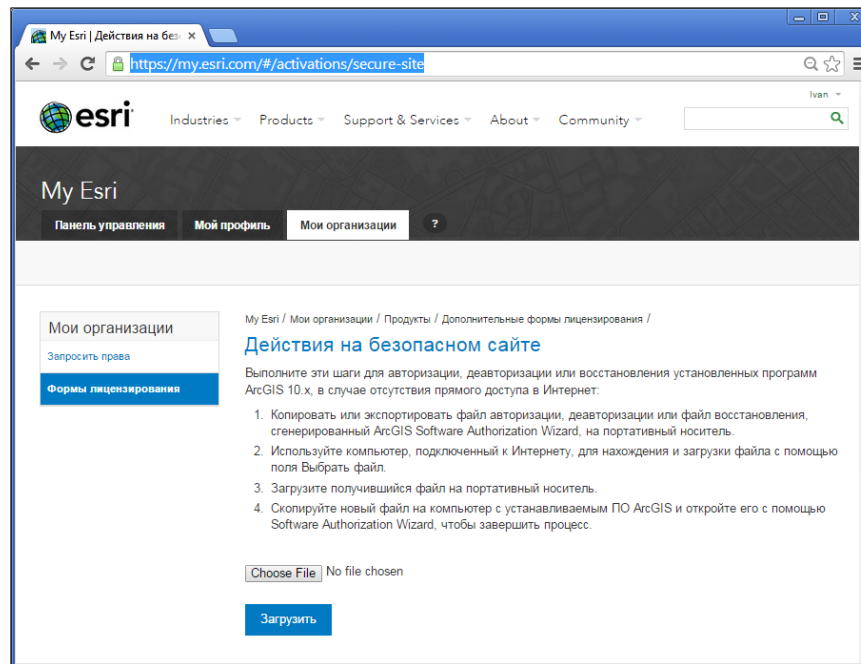 My Esri | Действия на без
https://my.esri.com/#/activations/secure-site
Ivan
esri
Industries Products Support & Services About Community
My Esri
Панель управления Мой профиль Мои организации ?
Мои организации
Запросить права
Формы лицензирования
My Esri / Мои организации / Продукты / Дополнительные формы лицензирования /
Действия на безопасном сайте
Выполните эти шаги для авторизации, деавторизации или восстановления установленных программ
ArcGIS 10.x, в случае отсутствия прямого доступа в Интернет:
1. Копировать или экспортировать файл авторизации, деавторизации или файл восстановления,
сгенерированный ArcGIS Software Authorization Wizard, на портативный носитель.
2. Используйте компьютер, подключенный к Интернету, для нахождения и загрузки файла с помощью
поля Выбрать файл.
3. Загрузите получившийся файл на портативный носитель.
4. Скопируйте новый файл на компьютер с устанавливаемым ПО ArcGIS и откройте его с помощью
Software Authorization Wizard, чтобы завершить процесс.
Choose File No file chosen
Загрузить